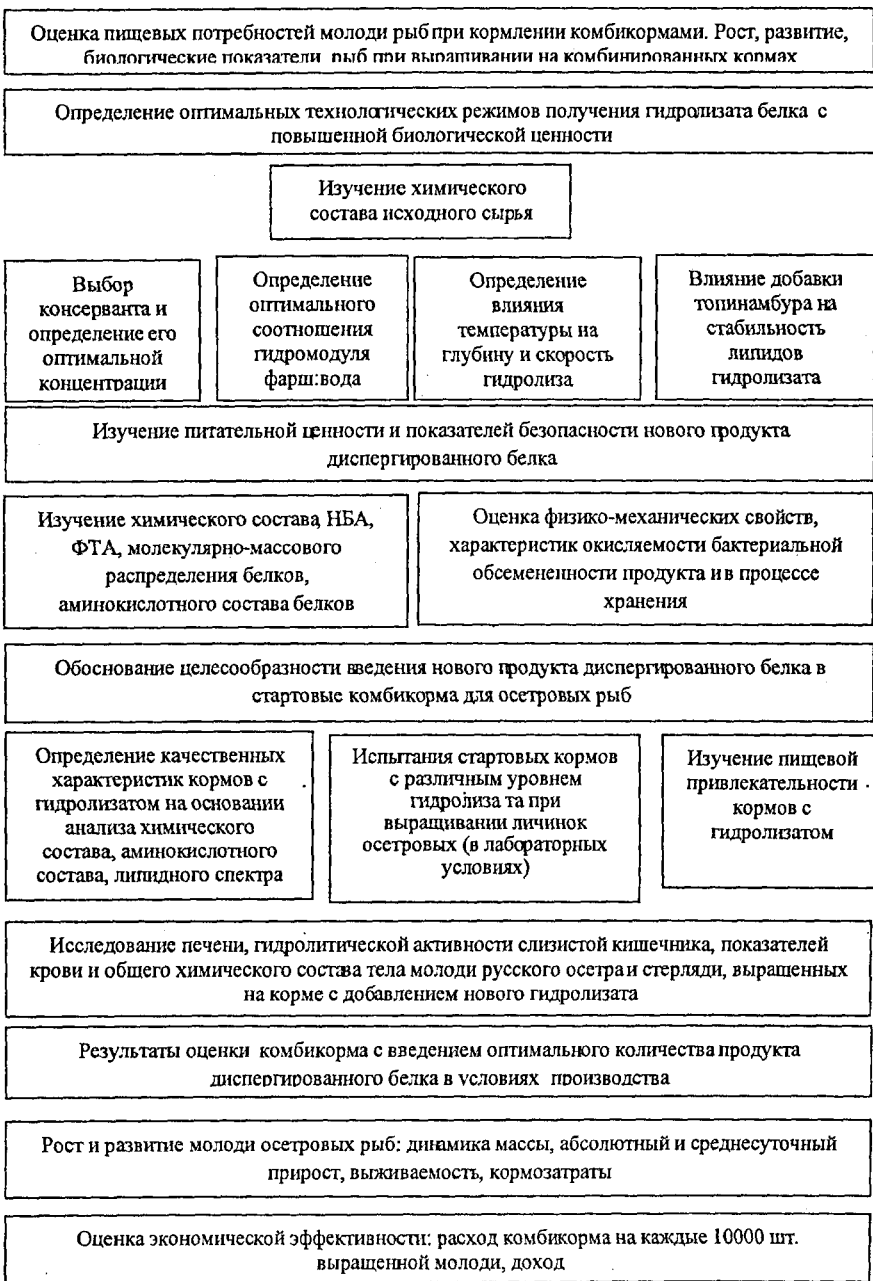 Оценка пищевых потребностей молоди рыб при кормлении комбикормами. Рост, развитие,
биологические показатели рыб при выращивании на комбинированных кормах
Определение оптимальных технологических режимов получения гидролизата белка с
повышенной биологической ценности
Изучение химического
состава исходного сырья
Выбор
консерванта и
определение его
оптимальной
концентрации
Определение
оптимального
соотношения
гидромодуля
фарш:вода
Определение
влияния
температуры на
глубину и скорость
гидролиза
Влияние добавки
топинамбура на
стабильность
липидов
гидролизата
Изучение питательной ценности и показателей безопасности нового продукта
диспергированного белка
Изучение химического состава, НБА,
ФТА, молекулярно-массового
распределения белков,
аминокислотного состава белков
Оценка физико-механических свойств,
характеристик окисляемости бактериальной
обсемененности продукта и в процессе
хранения
Обоснование целесообразности введения нового продукта диспергированного белка в
стартовые комбикорма для осетровых рыб
Определение качественных
характеристик кормов с
гидролизатом на основании
анализа химического
состава, аминокислотного
состава, липидного спектра
Испытания стартовых кормов
с различным уровнем
гидролиза та при
выращивании личинок
осетровых (в лабораторных
условиях)
Изучение пищевой
привлекательности
кормов с
гидролизатом
Исследование печени, гидролитической активности слизистой кишечника, показателей
крови и общего химического состава тела молоди русского осетра и стерляди, выращенных
на корме с добавлением нового гидролизата
Результаты оценки комбикорма с введением оптимального количества продукта
диспергированного белка в условиях производства
Рост и развитие молоди осетровых рыб: динамика массы, абсолютный и среднесуточный
прирост, выживаемость, кормозатраты
Оценка экономической эффективности: расход комбикорма на каждые 10000 шт.
выращенной молоди, доход